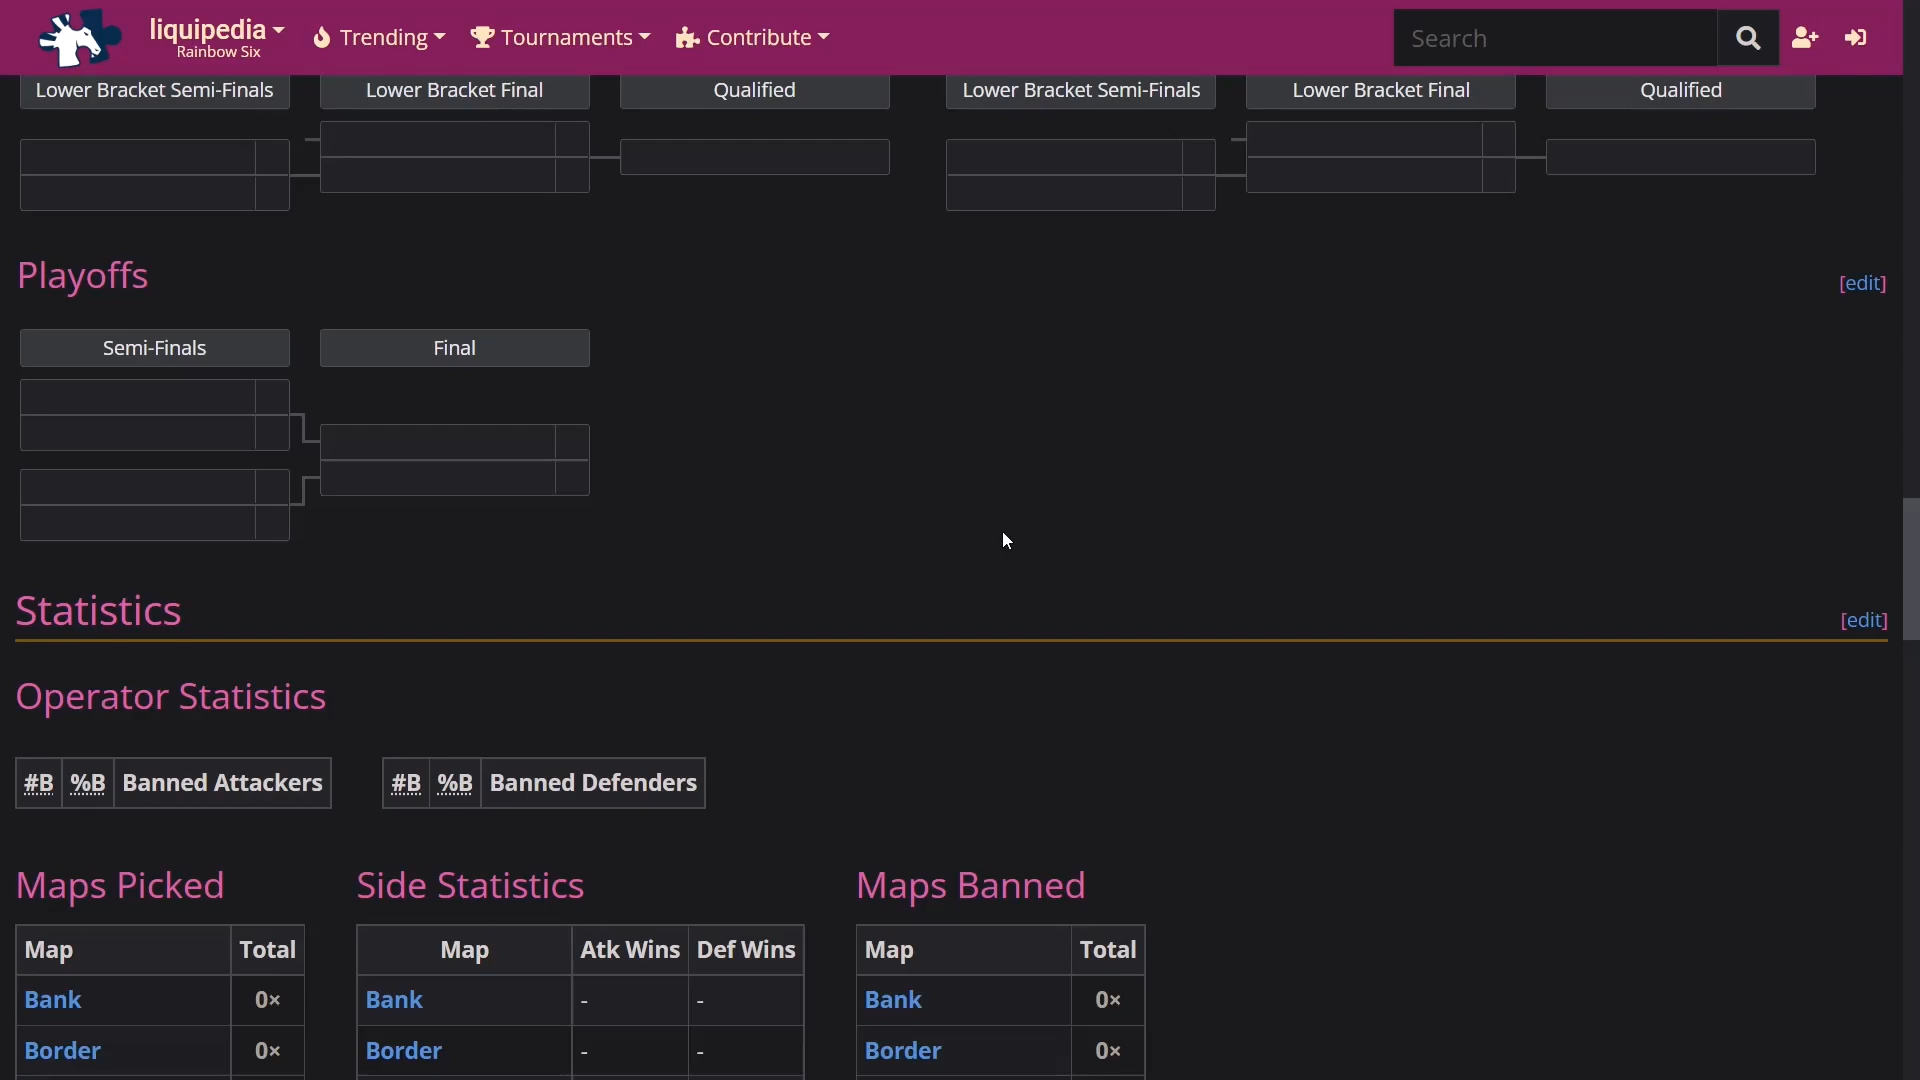 liquipedia
Rainbow Six
Trending
Tournaments
Contribute
Search
Lower Bracket Semi-Finals
Lower Bracket Final
Qualified
Lower Bracket Semi-Finals
Lower Bracket Final
Qualified
Playoffs
[edit]
Semi-Finals
Final
Statistics
[edit]
Operator Statistics
#B %B Banned Attackers
#B %B Banned Defenders
Maps Picked
Map Total
Bank 0×
Border 0×
Side Statistics
Map Atk Wins Def Wins
Bank - -
Border - -
Maps Banned
Map Total
Bank 0×
Border 0×